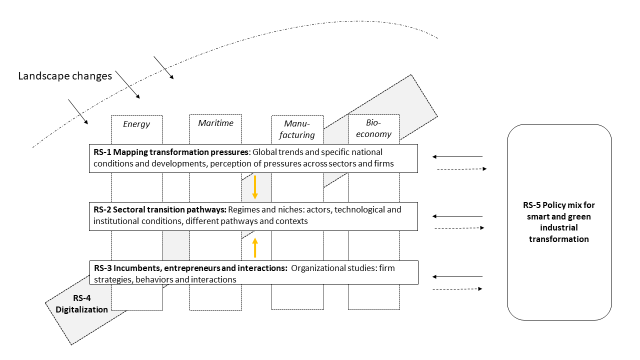 Landscape changes
Energy
Maritime
Manu-
facturing
Bio-
economy
RS-1 Mapping transformation pressures: Global trends and specific national
conditions and developments, perception of pressures across sectors and firms
RS-2 Sectoral transition pathways: Regimes and niches: actors, technological and
institutional conditions, different pathways and contexts
RS-3 Incumbents, entrepreneurs and interactions: Organizational studies: firm
strategies, behaviors and interactions
RS-4
Digitalization
RS-5 Policy mix for
smart and green
industrial
transformation